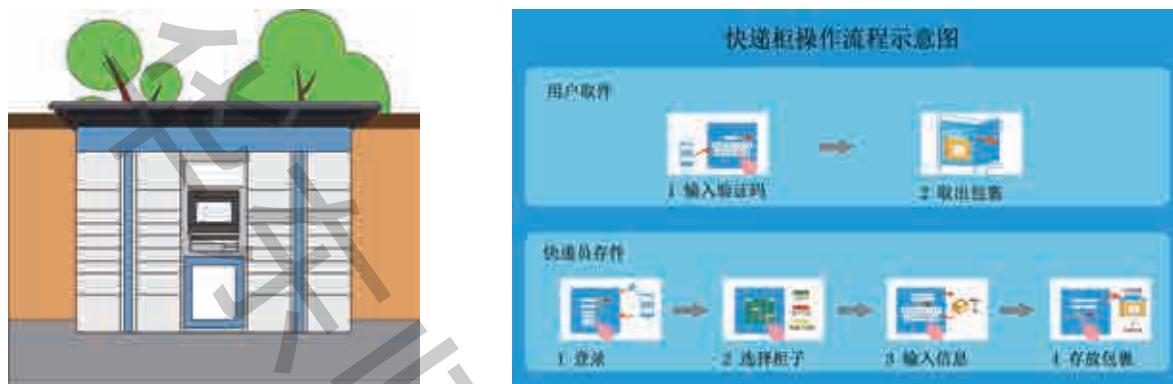 快递柜操作流程示意图
用户取件
1 输入验证码
2 取出包裹
快递员存件
1 登录
2 选择柜子
3 输入信息
4 存放包裹